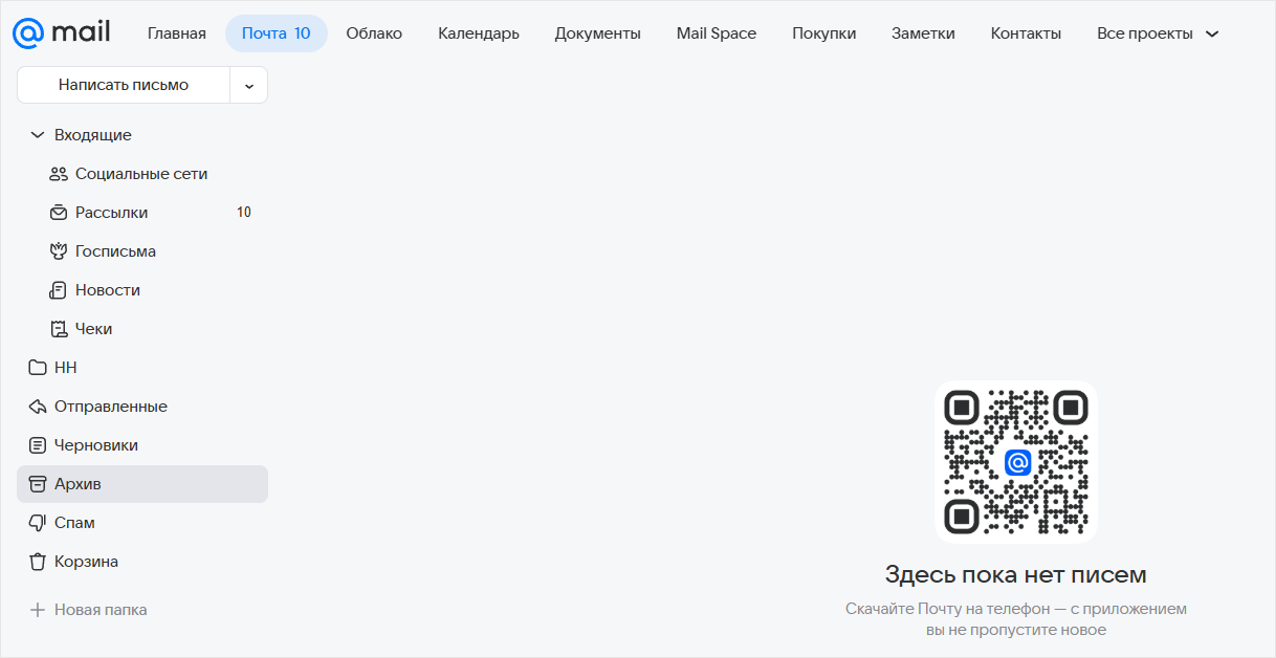 mail Главная Почта 10 Облако Календарь Документы Mail Space Покупки Заметки Контакты Все проекты
Написать письмо
Входящие
Социальные сети
Рассылки 10
Госписьма
Новости
Чеки
НН
Отправленные
Черновики
Архив
Спам
Корзина
Новая папка
Здесь пока нет писем
Скачайте Почту на телефон — с приложением
вы не пропустите новое